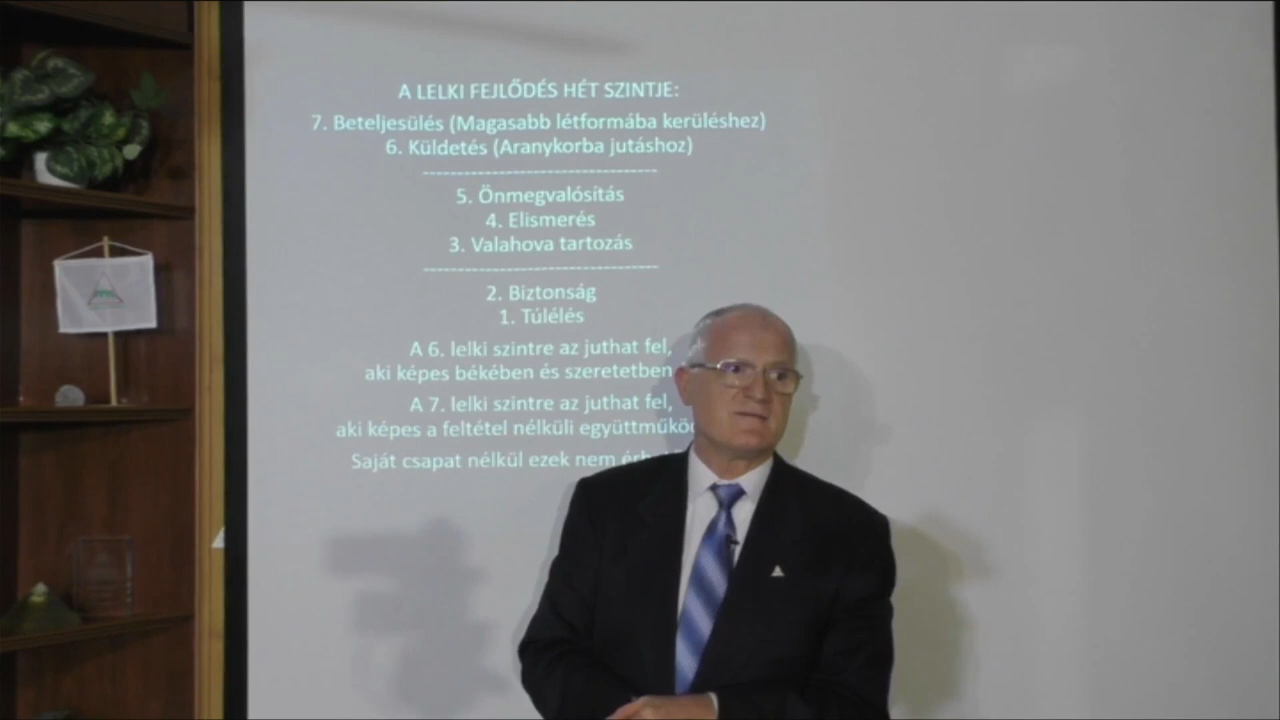 A LELKI FEJLŐDÉS HÉT SZINTJE:
7. Beteljesülés (Magasabb létformába kerüléshez)
6. Küldetés (Aranykorba jutáshoz)
--------------------------------
5. Önmegvalósítás
4. Elismerés
3. Valahova tartozás
--------------------------------
2. Biztonság
1. Túlélés
A 6. lelki szintre az juthat fel,
aki képes békében és szeretetben
A 7. lelki szintre az juthat fel,
aki képes a feltétel nélküli
Saját csapat nélkül ezek nem